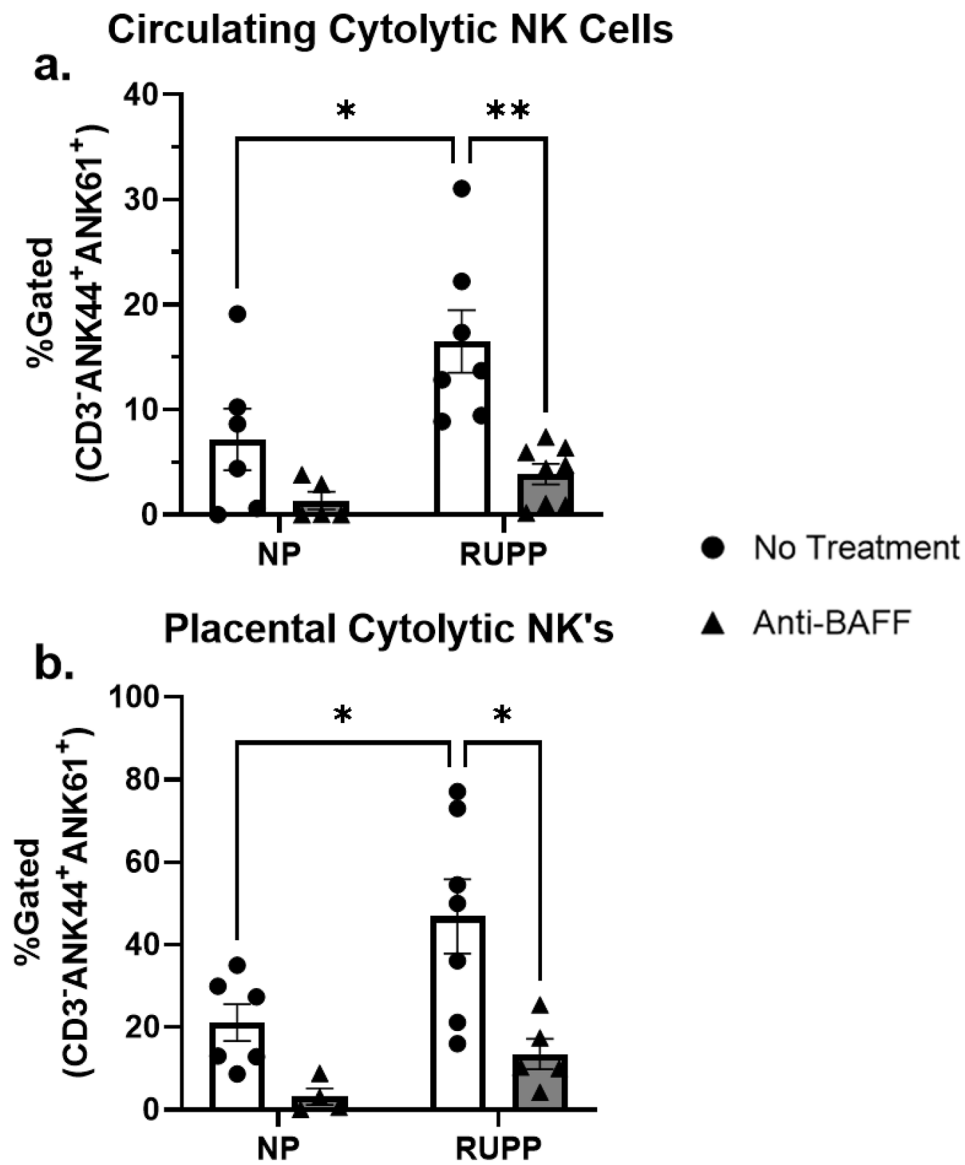 Circulating Cytolytic NK Cells
a.
%Gated
(CD3⁻ANK44⁺ANK61⁺)
40
30
20
10
0
*
**
NP
RUPP
No Treatment
Anti-BAFF
Placental Cytolytic NK's
b.
%Gated
(CD3⁻ANK44⁺ANK61⁺)
100
80
60
40
20
0
*
*
NP
RUPP